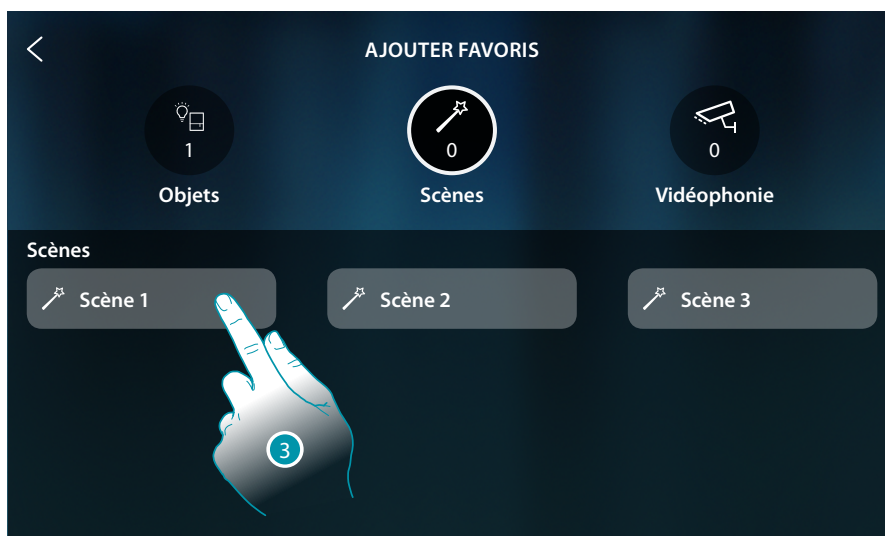 AJOUTER FAVORIS
1
0
0
Objets
Scènes
Vidéophonie
Scènes
Scène 1
Scène 2
Scène 3
3